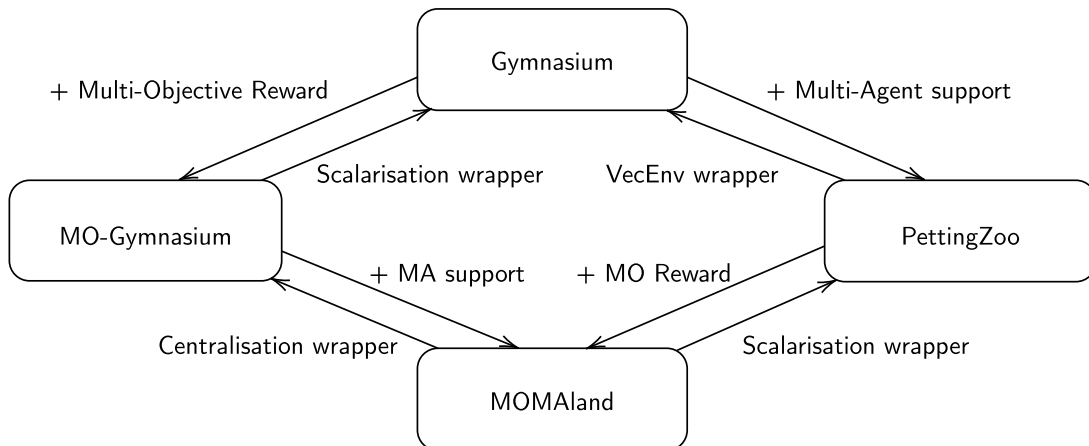 Gymnasium
+ Multi-Objective Reward
+ Multi-Agent support
Scalarisation wrapper
VecEnv wrapper
MO-Gymnasium
PettingZoo
+ MA support
+ MO Reward
Centralisation wrapper
Scalarisation wrapper
MOMAland